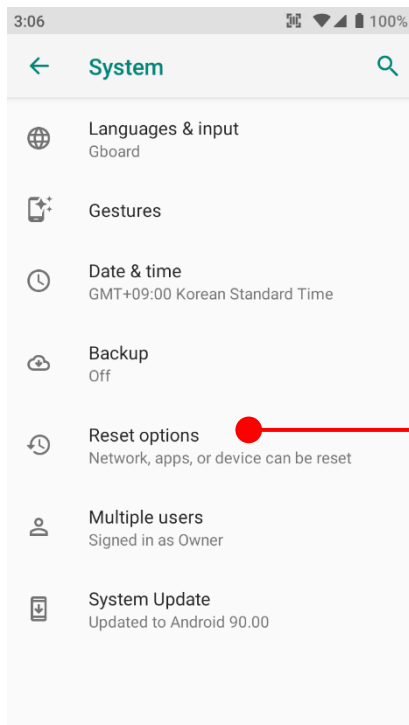 3:06 100%
System
Languages & input
Gboard
Gestures
Date & time
GMT+09:00 Korean Standard Time
Backup
Off
Reset options
Network, apps, or device can be reset
Multiple users
Signed in as Owner
System Update
Updated to Android 90.00